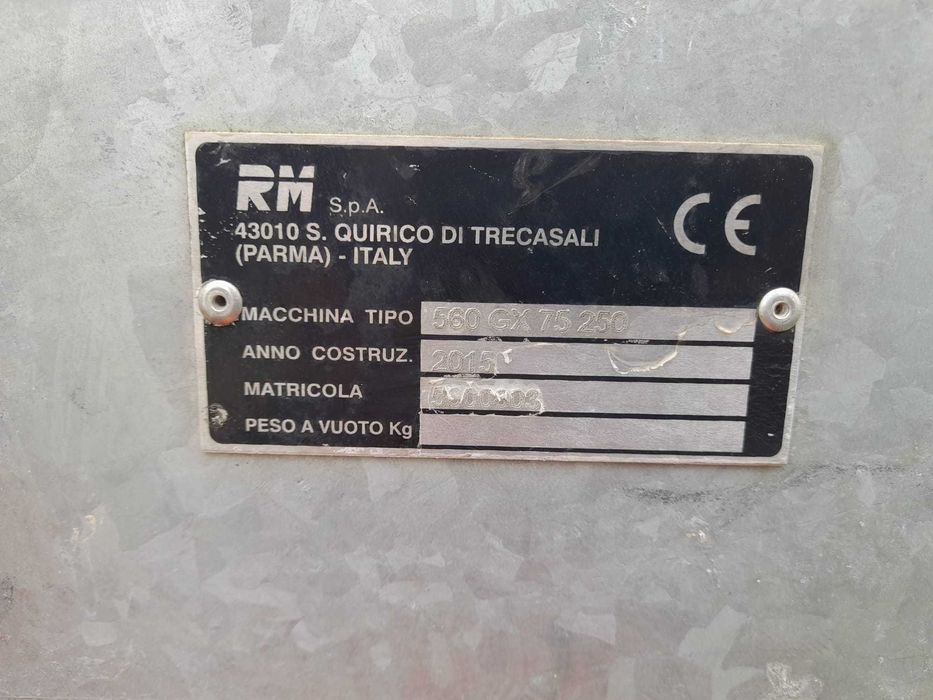 RM S.p.A.
43010 S. QUIRICO DI TRECASALI
(PARMA) - ITALY
CE
MACCHINA TIPO 560 GX 75 250
ANNO COSTRUZ. 2015
MATRICOLA
PESO A VUOTO Kg